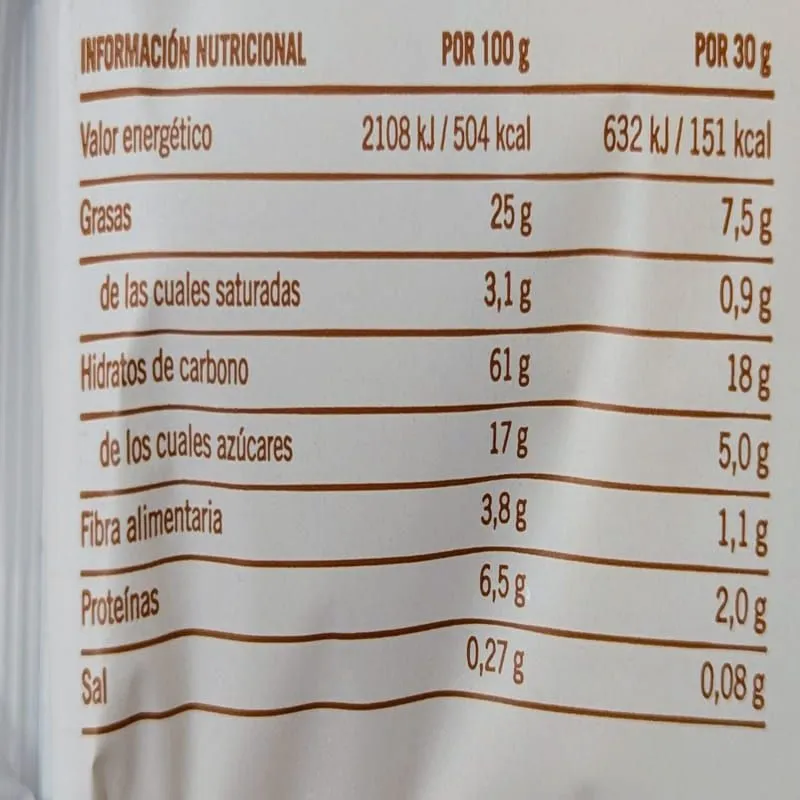 INFORMACIÓN NUTRICIONAL POR 100 g POR 30 g
Valor energético 2108 kJ / 504 kcal 632 kJ / 151 kcal
Grasas 25 g 7,5 g
de las cuales saturadas 3,1 g 0,9 g
Hidratos de carbono 61 g 18 g
de los cuales azúcares 17 g 5,0 g
Fibra alimentaria 3,8 g 1,1 g
Proteínas 6,5 g 2,0 g
Sal 0,27 g 0,08 g